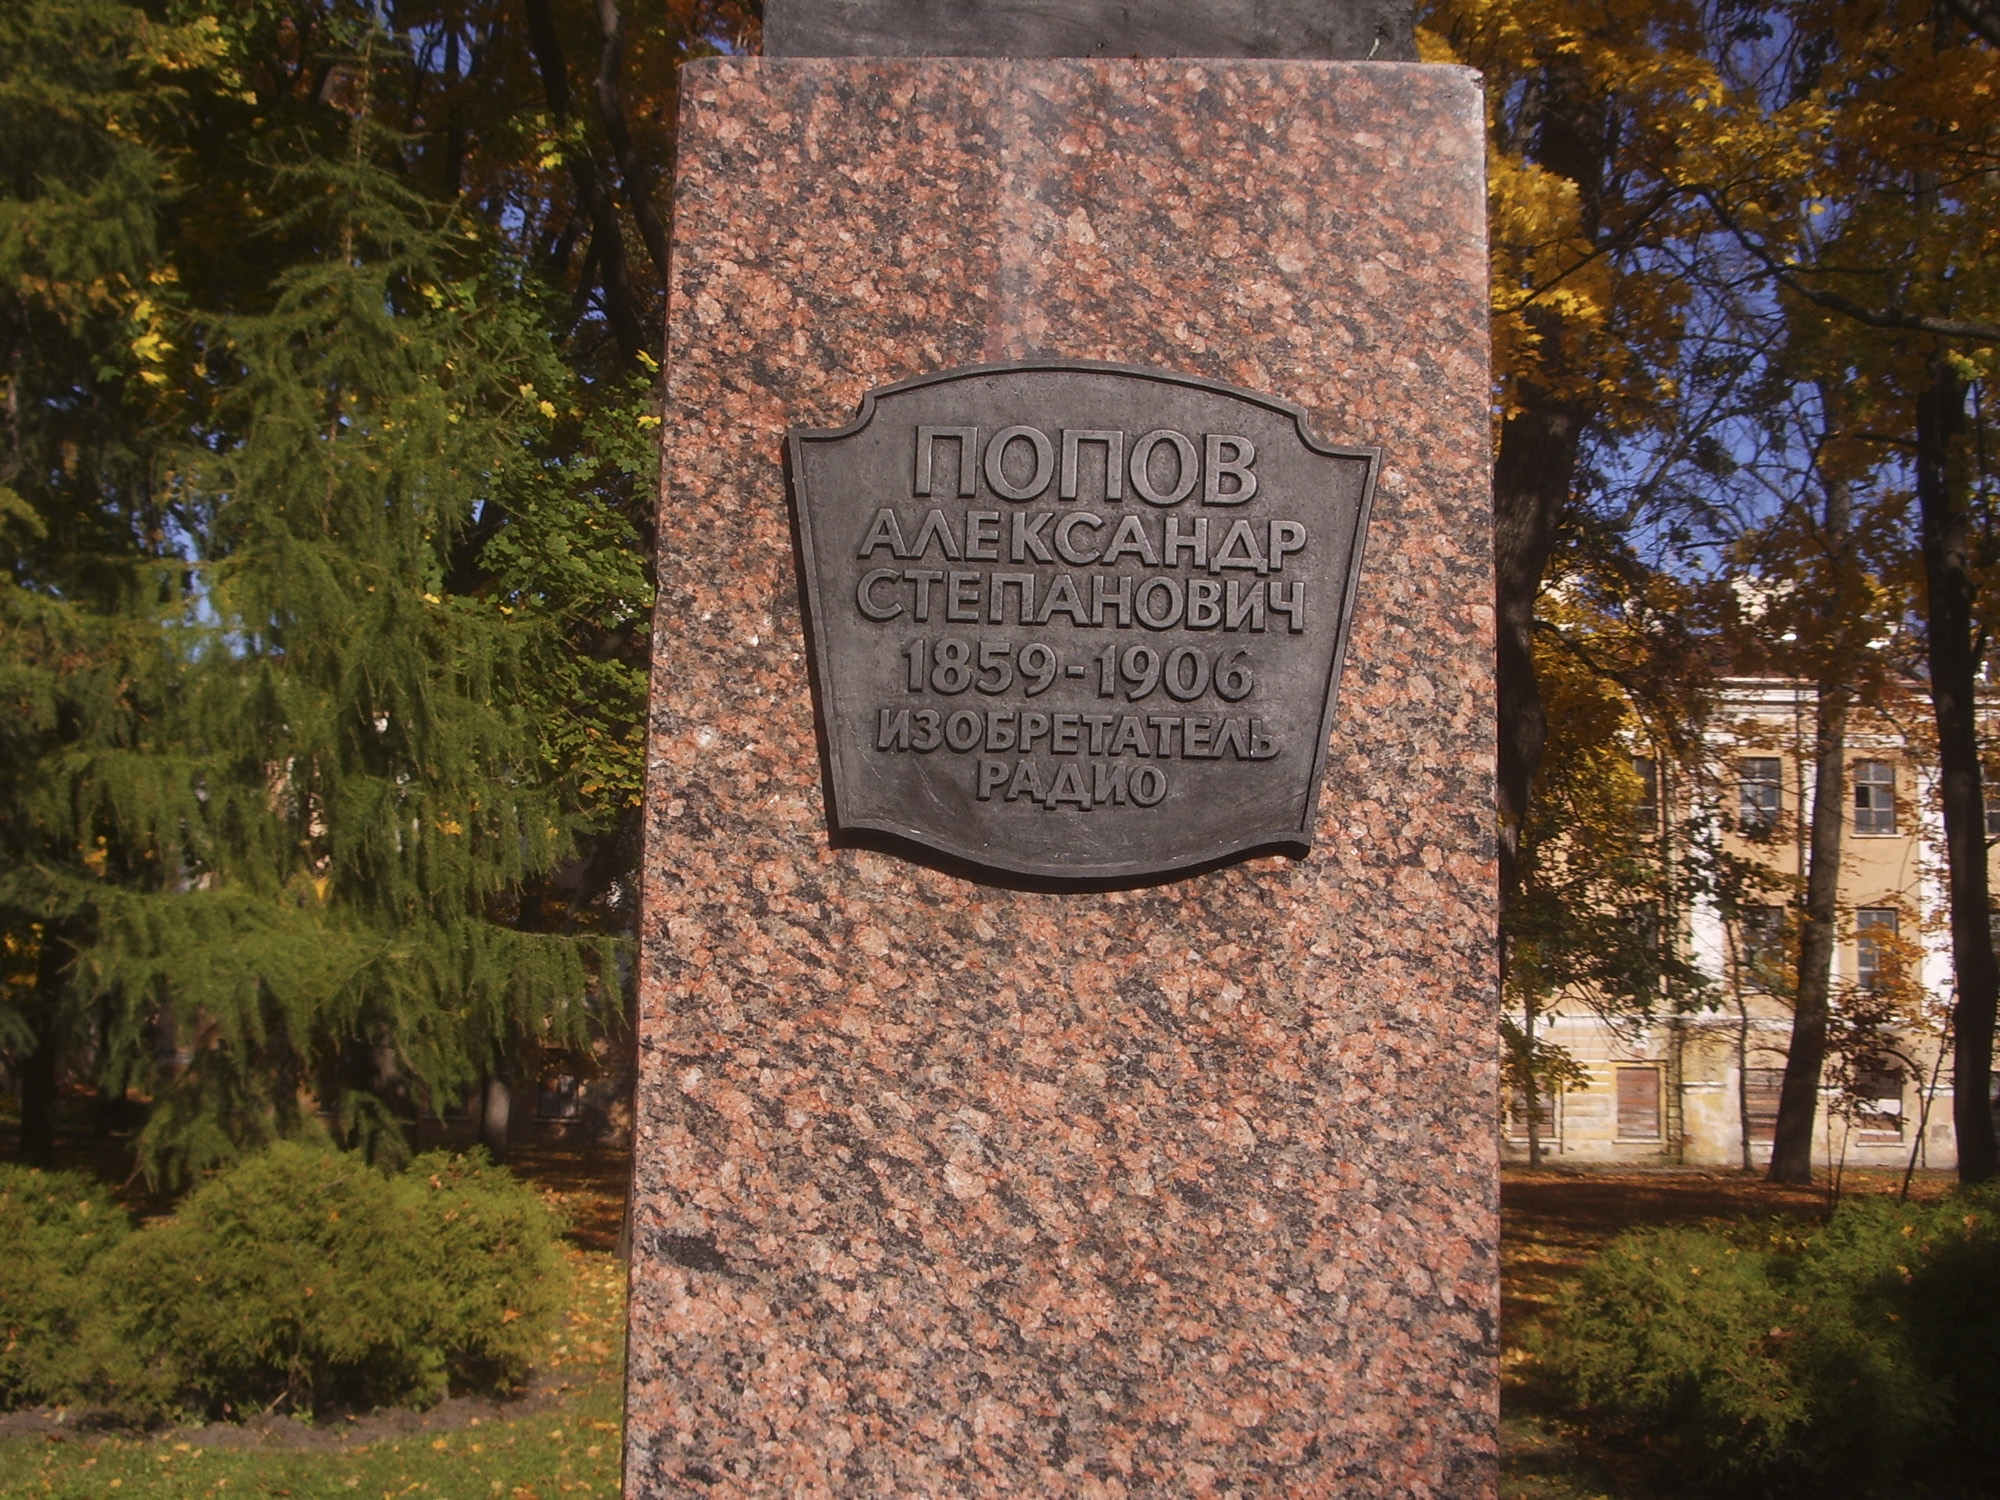 ПОПОВ
АЛЕКСАНДР
СТЕПАНОВИЧ
1859-1906
ИЗОБРЕТАТЕЛЬ
РАДИО